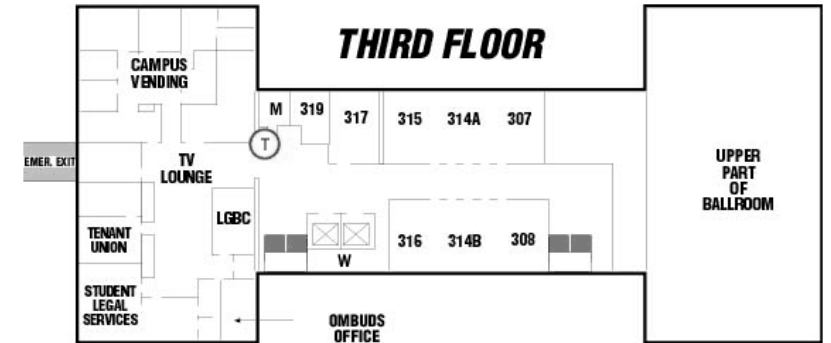 THIRD FLOOR
CAMPUS
VENDING
M
319
317
315
314A
307
T
EMER. EXIT
TV
LOUNGE
UPPER
PART
OF
BALLROOM
LGBC
TENANT
UNION
316
314B
308
W
STUDENT
LEGAL
SERVICES
OMBUDS
OFFICE